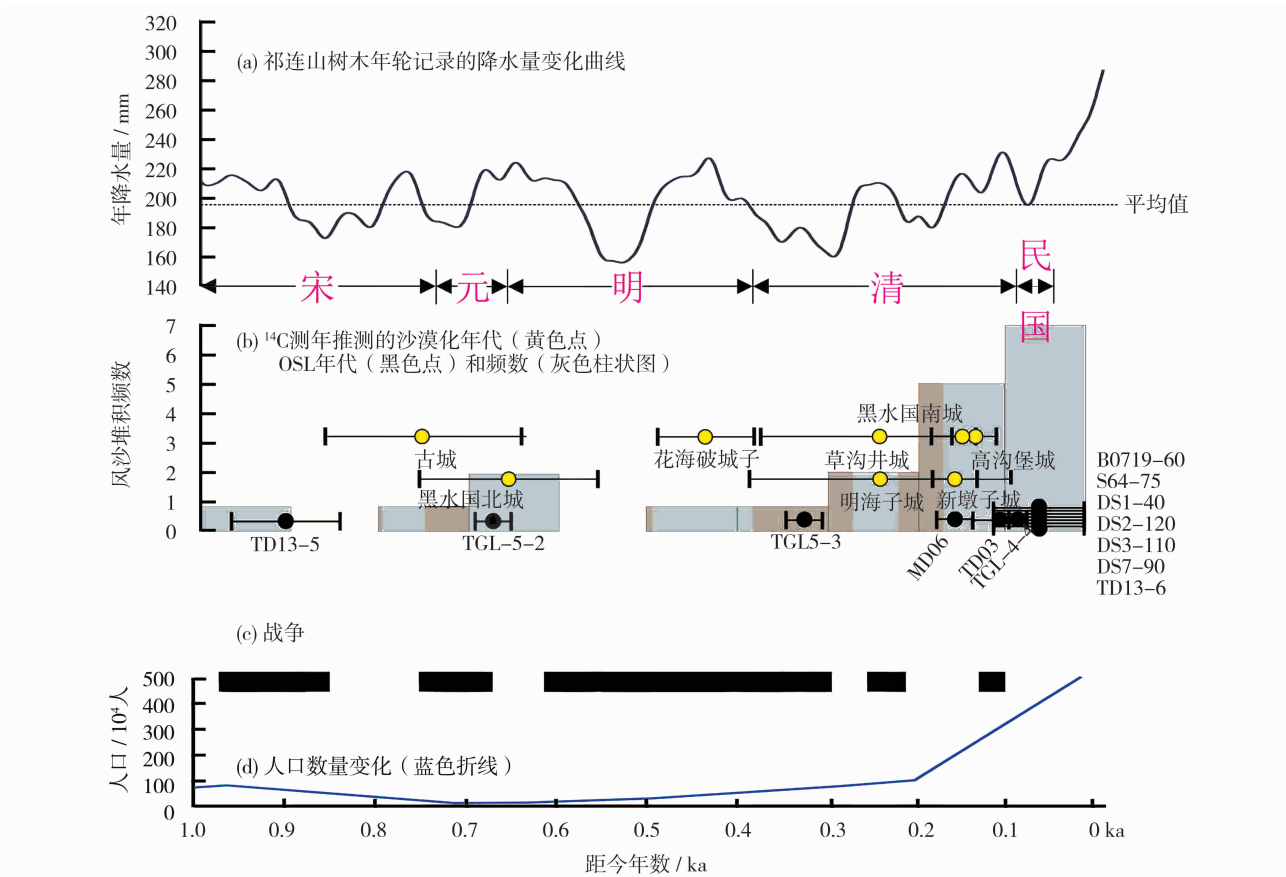 320
300
280
260
240
220
200
180
160
140
年降水量 / mm
(a) 祁连山树木年轮记录的降水量变化曲线
平均值
宋
元
明
清
民
国
7
6
5
4
3
2
1
0
风沙堆积频数
(b) ¹⁴C测年推测的沙漠化年代（黄色点）
OSL年代（黑色点）和频数（灰色柱状图）
黑水国南城
古城
花海破城子
草沟井城
高沟堡城
黑水国北城
明海子城
新墩子城
TD13-5
TGL-5-2
TGL5-3
MD06
TD03
TGL-4-
B0719-60
S64-75
DS1-40
DS2-120
DS3-110
DS7-90
TD13-6
(c) 战争
500
400
300
200
100
0
人口 / 10⁴人
(d) 人口数量变化（蓝色折线）
1.0
0.9
0.8
0.7
0.6
0.5
0.4
0.3
0.2
0.1
0 ka
距今年数 / ka